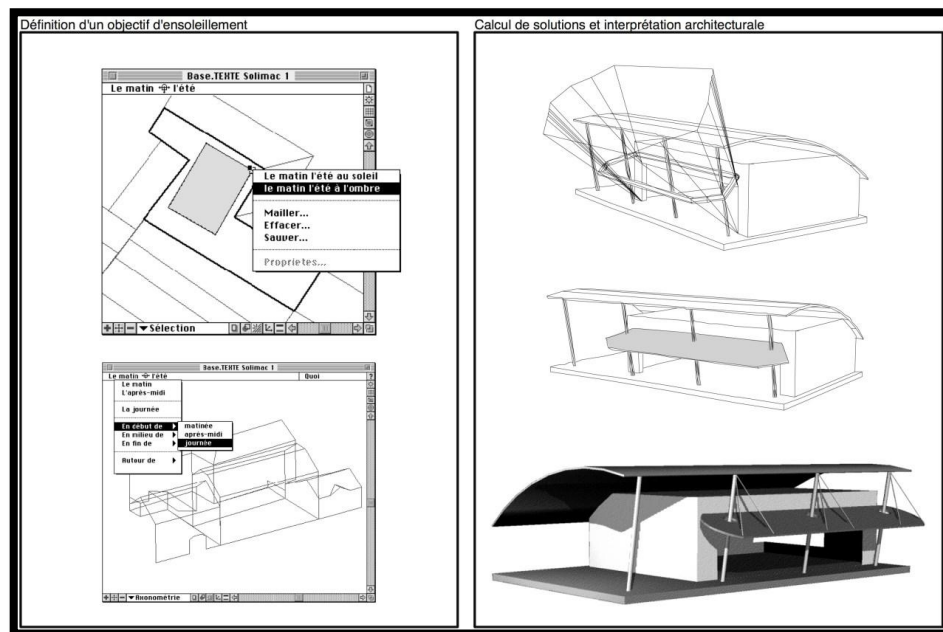 Définition d'un objectif d'ensoleillement
Base.TEXTE Solimac 1
Le matin l'été
Le matin l'été au soleil
le matin l'été à l'ombre
Mailler...
Effacer...
Sauver...
Proprietes...
Sélection
Base.TEXTE Solimac 1
Le matin l'été Quoi ?
Le matin
L'après-midi
La journée
En début de
En milieu de
En fin de
Autour de
matinée
après-midi
journée
Axonométrie
Calcul de solutions et interprétation architecturale